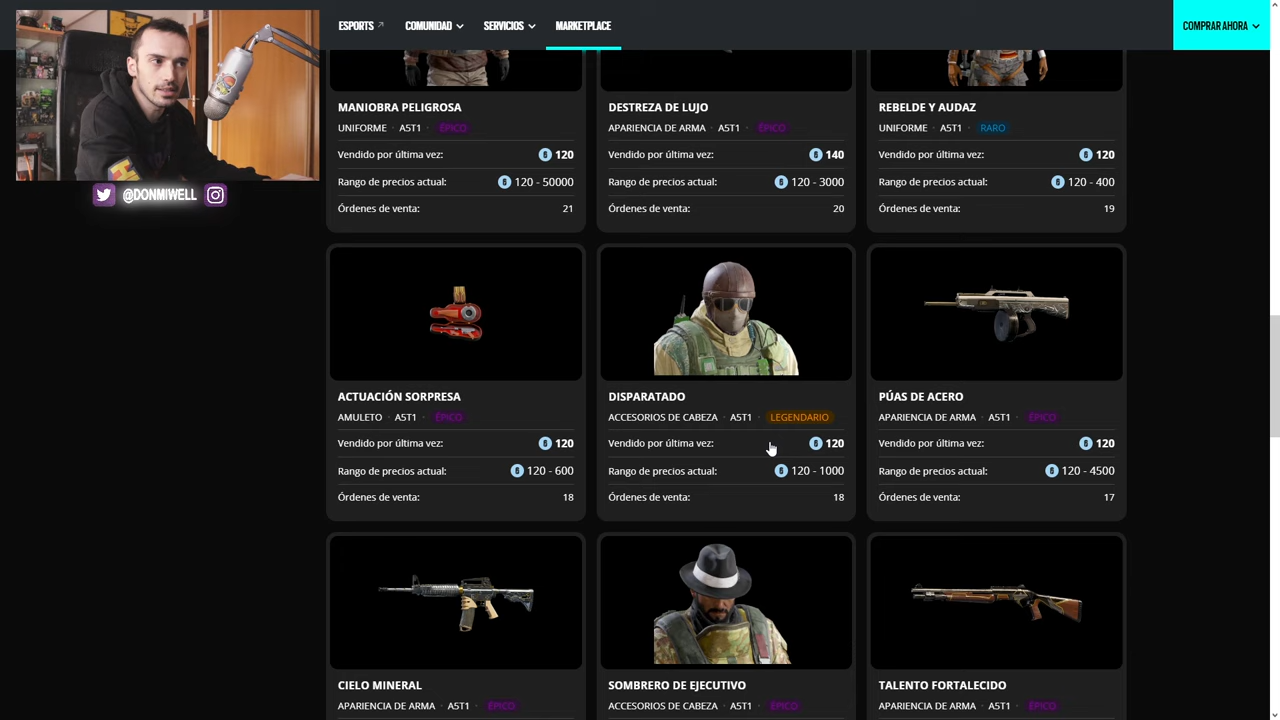 ESPORTS
COMUNIDAD
SERVICIOS
MARKETPLACE
COMPRAR AHORA
@DONMIWELL
MANIOBRA PELIGROSA
UNIFORME · A5T1 · ÉPICO
Vendido por última vez: 120
Rango de precios actual: 120 - 50000
Órdenes de venta: 21
DESTREZA DE LUJO
APARIENCIA DE ARMA · A5T1 · ÉPICO
Vendido por última vez: 140
Rango de precios actual: 120 - 3000
Órdenes de venta: 20
REBELDE Y AUDAZ
UNIFORME · A5T1 · RARO
Vendido por última vez: 120
Rango de precios actual: 120 - 400
Órdenes de venta: 19
ACTUACIÓN SORPRESA
AMULETO · A5T1 · ÉPICO
Vendido por última vez: 120
Rango de precios actual: 120 - 600
Órdenes de venta: 18
DISPARATADO
ACCESORIOS DE CABEZA · A5T1 · LEGENDARIO
Vendido por última vez: 120
Rango de precios actual: 120 - 1000
Órdenes de venta: 18
PÚAS DE ACERO
APARIENCIA DE ARMA · A5T1 · ÉPICO
Vendido por última vez: 120
Rango de precios actual: 120 - 4500
Órdenes de venta: 17
CIELO MINERAL
APARIENCIA DE ARMA · A5T1 · ÉPICO
SOMBRERO DE EJECUTIVO
ACCESORIOS DE CABEZA · A5T1 · ÉPICO
TALENTO FORTALECIDO
APARIENCIA DE ARMA · A5T1 · ÉPICO